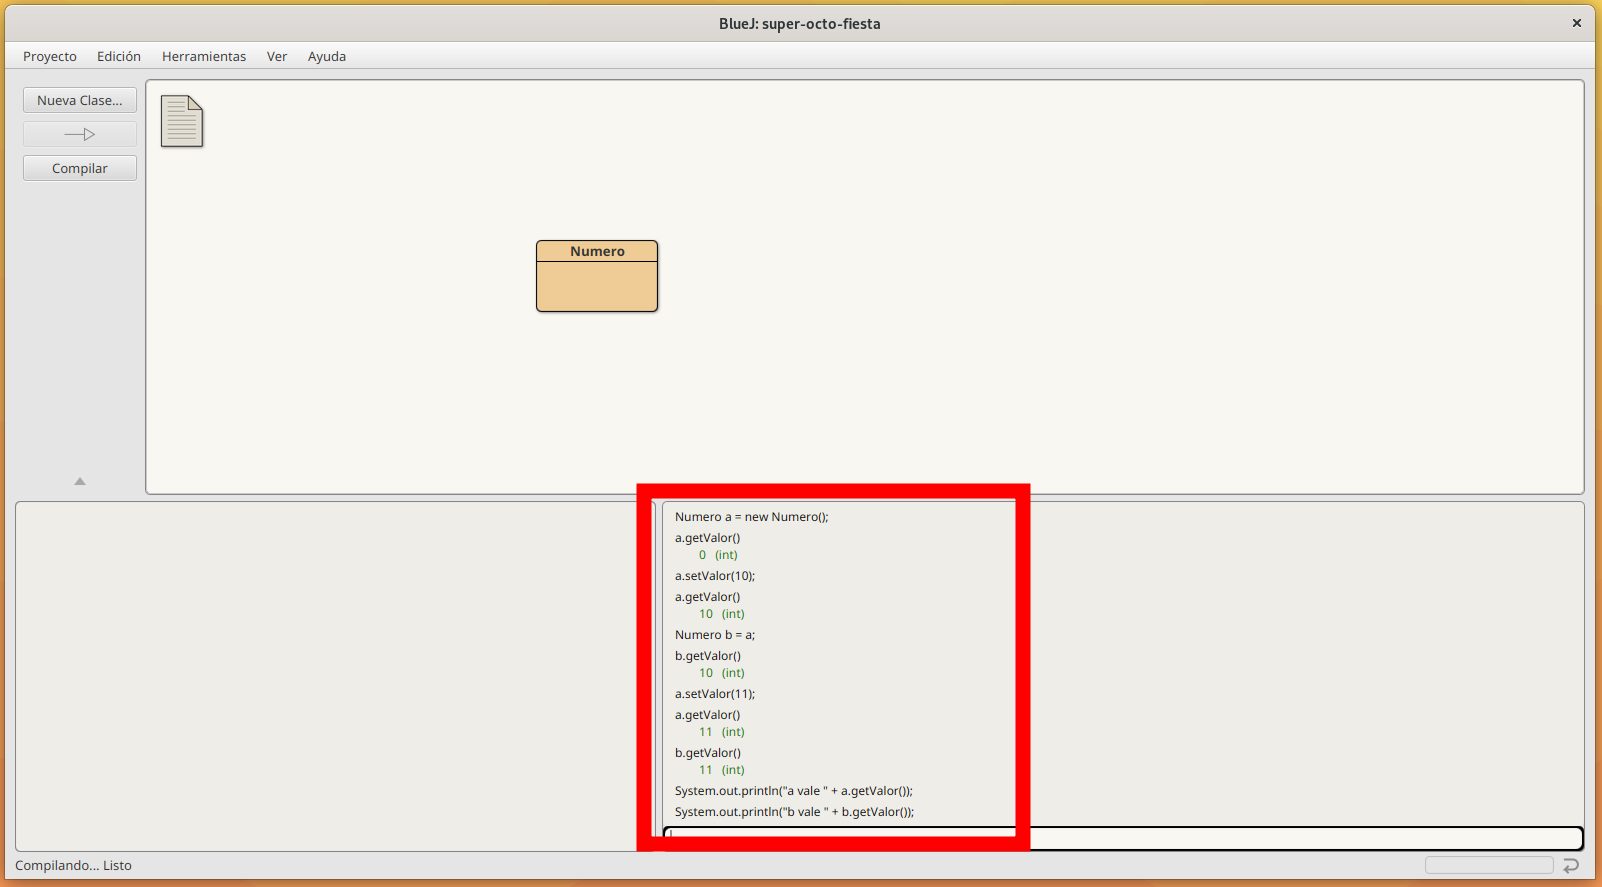 BlueJ: super-octo-fiesta
Proyecto Edición Herramientas Ver Ayuda
Nueva Clase...
Compilar
Numero
Numero a = new Numero();
a.getValor()
0 (int)
a.setValor(10);
a.getValor()
10 (int)
Numero b = a;
b.getValor()
10 (int)
a.setValor(11);
a.getValor()
11 (int)
b.getValor()
11 (int)
System.out.println("a vale " + a.getValor());
System.out.println("b vale " + b.getValor());
Compilando... Listo